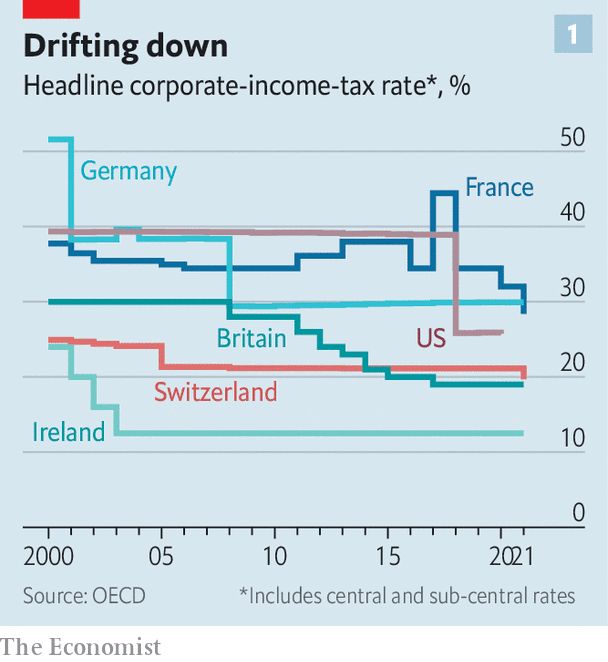 Drifting down
1
Headline corporate-income-tax rate*, %
50
Germany
France
40
30
Britain
US
20
Switzerland
Ireland
10
0
2000 05 10 15 2021
Source: OECD *Includes central and sub-central rates
The Economist